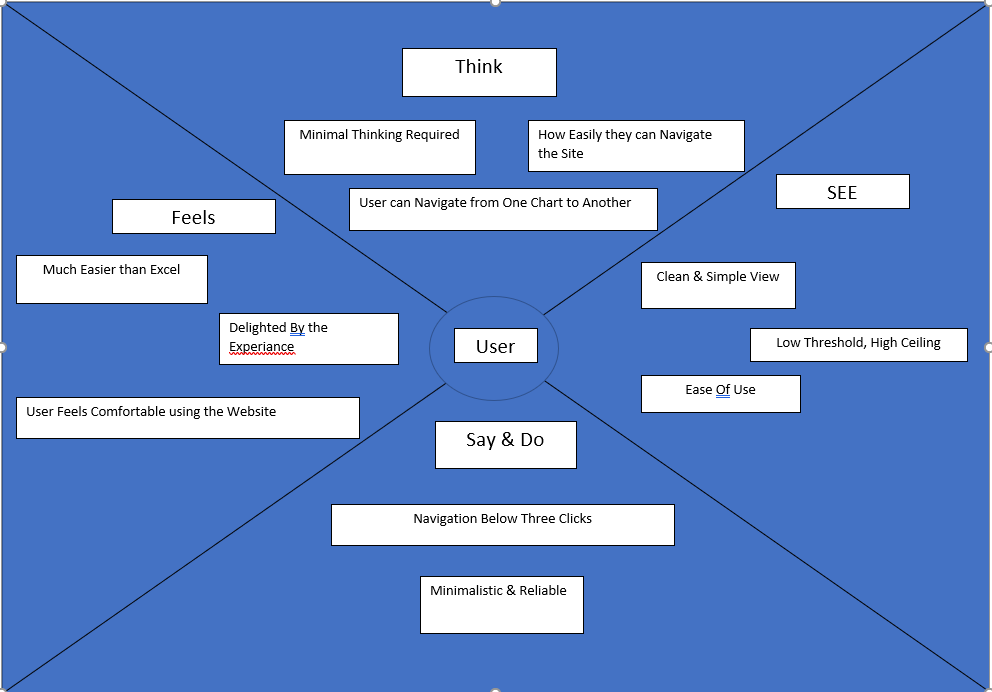 Think
Minimal Thinking Required
How Easily they can Navigate
the Site
User can Navigate from One Chart to Another
Feels
Much Easier than Excel
Delighted By the
Experiance
User Feels Comfortable using the Website
SEE
Clean & Simple View
Low Threshold, High Ceiling
Ease Of Use
User
Say & Do
Navigation Below Three Clicks
Minimalistic & Reliable